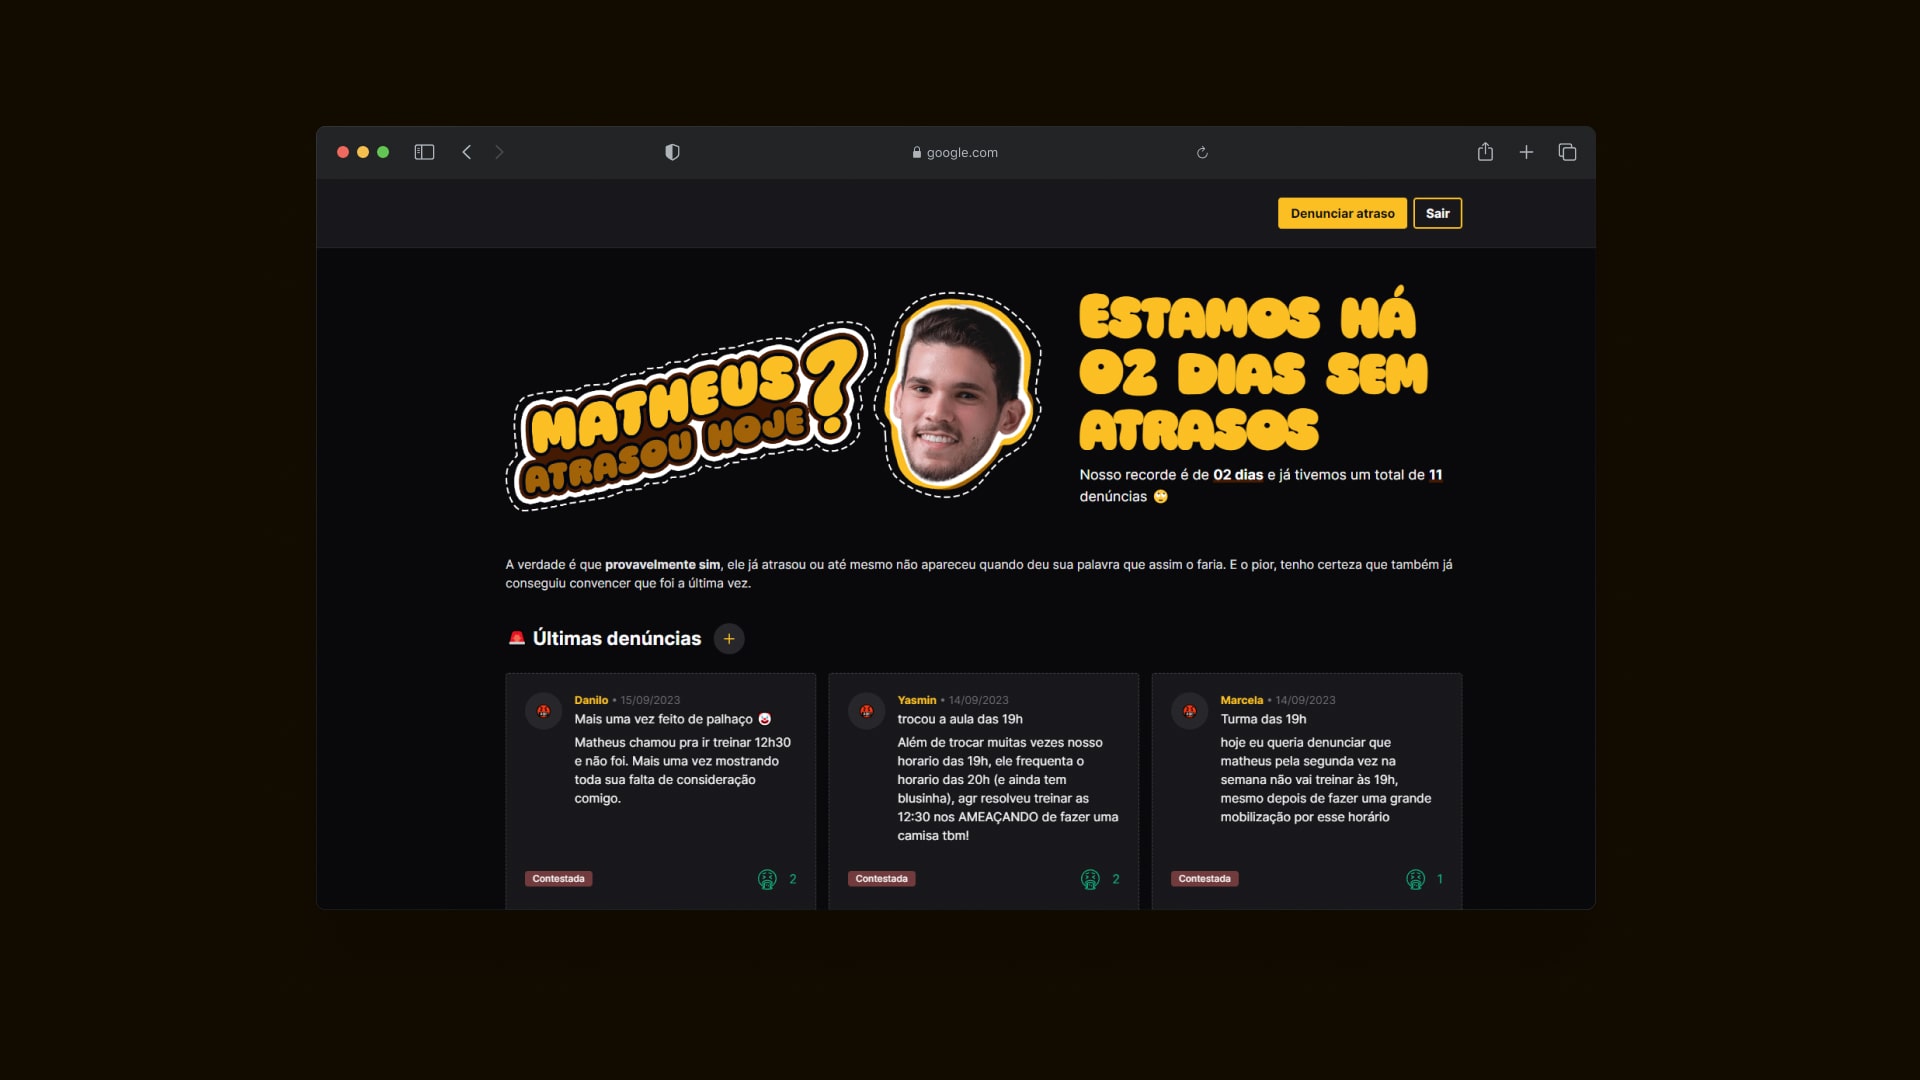 google.com
Denunciar atraso
Sair
MATHEUS
ATRASOU HOJE?
ESTAMOS HÁ
02 DIAS SEM
ATRASOS
Nosso recorde é de 02 dias e já tivemos um total de 11
denúncias 🙄
A verdade é que provavelmente sim, ele já atrasou ou até mesmo não apareceu quando deu sua palavra que assim o faria. E o pior, tenho certeza que também já
conseguiu convencer que foi a última vez.
🚨 Últimas denúncias +
Danilo • 15/09/2023
Mais uma vez feito de palhaço 🤡
Matheus chamou pra ir treinar 12h30
e não foi. Mais uma vez mostrando
toda sua falta de consideração
comigo.
Contestada
2
Yasmin • 14/09/2023
trocou a aula das 19h
Além de trocar muitas vezes nosso
horario das 19h, ele frequenta o
horario das 20h (e ainda tem
blusinha), agr resolveu treinar as
12:30 nos AMEAÇANDO de fazer uma
camisa tbm!
Contestada
2
Marcela • 14/09/2023
Turma das 19h
hoje eu queria denunciar que
matheus pela segunda vez na
semana não vai treinar às 19h,
mesmo depois de fazer uma grande
mobilização por esse horário
Contestada
1